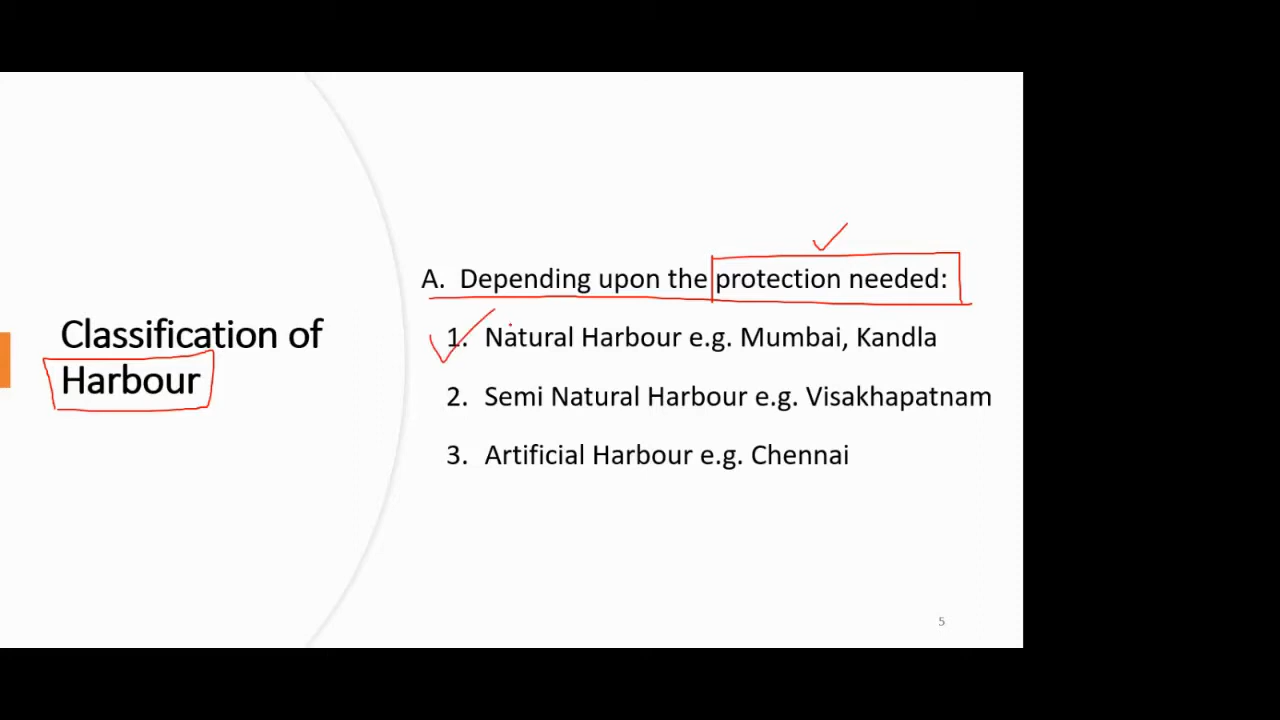 Classification of
Harbour
A. Depending upon the protection needed:
1. Natural Harbour e.g. Mumbai, Kandla
2. Semi Natural Harbour e.g. Visakhapatnam
3. Artificial Harbour e.g. Chennai
5